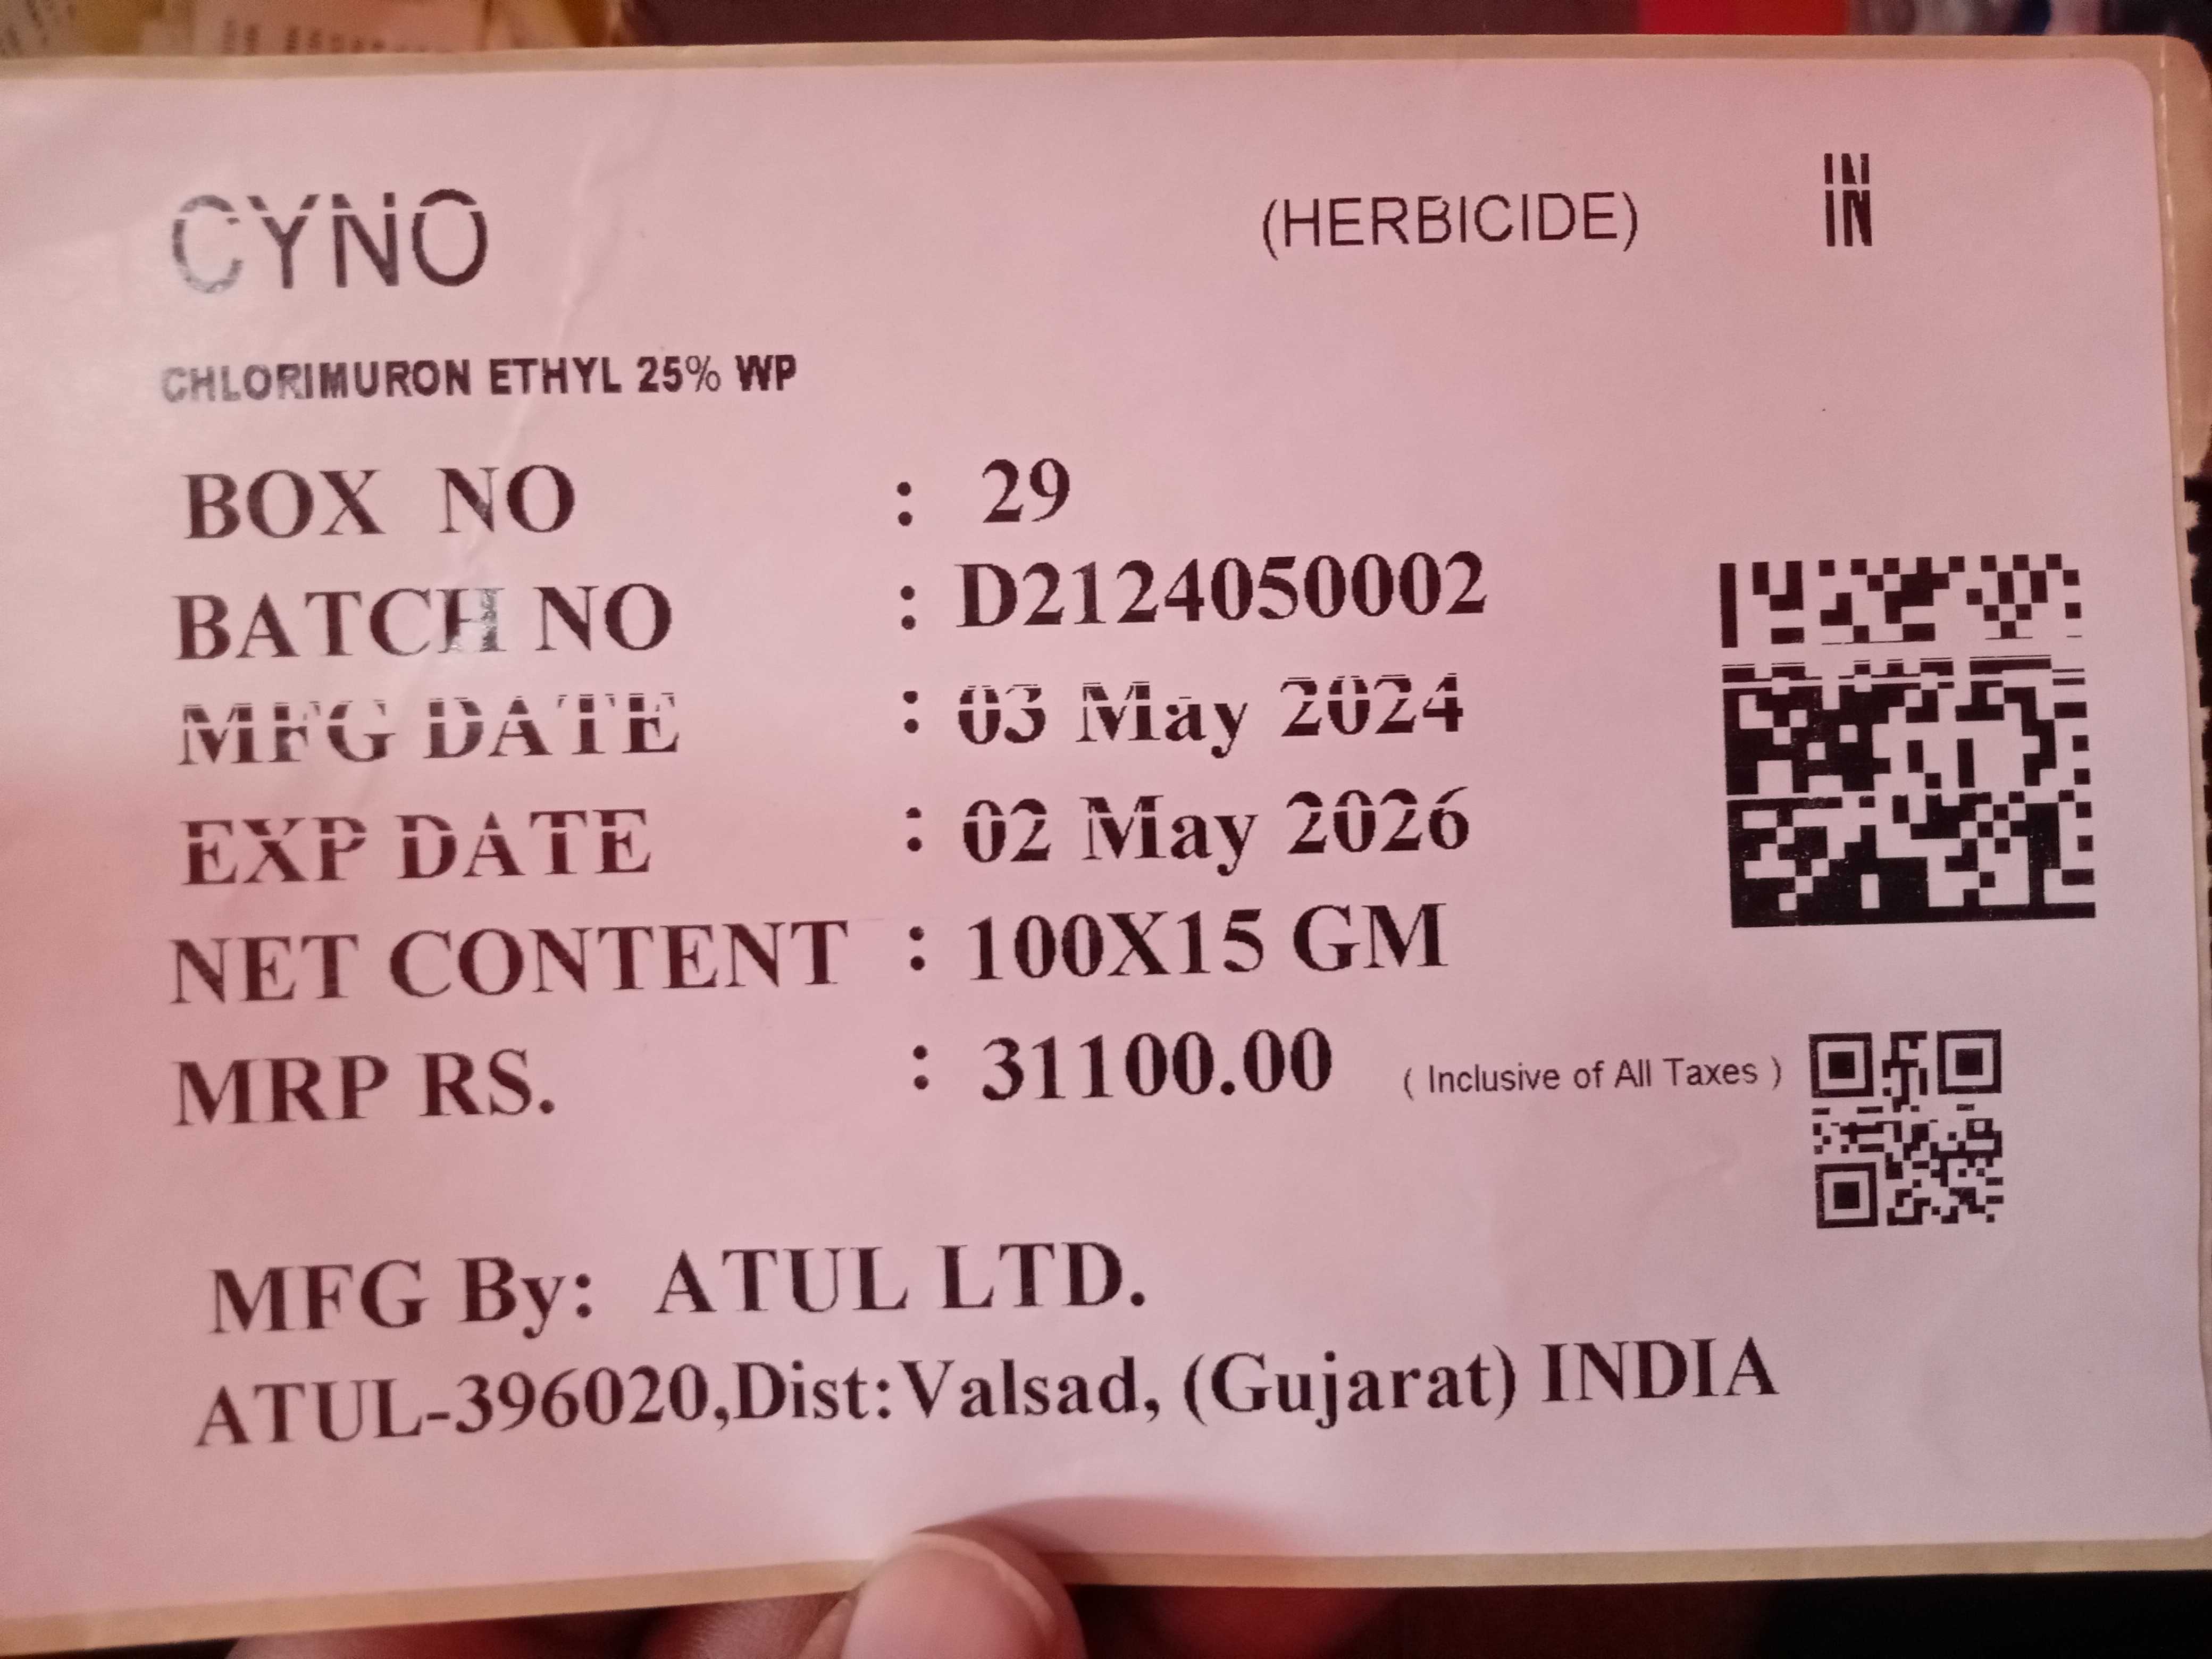 CYNO (HERBICIDE) IN
CHLORIMURON ETHYL 25% WP
BOX NO : 29
BATCH NO : D2124050002
MFG DATE : 03 May 2024
EXP DATE : 02 May 2026
NET CONTENT : 100X15 GM
MRP RS. : 31100.00 ( Inclusive of All Taxes )
MFG By: ATUL LTD.
ATUL-396020,Dist:Valsad, (Gujarat) INDIA